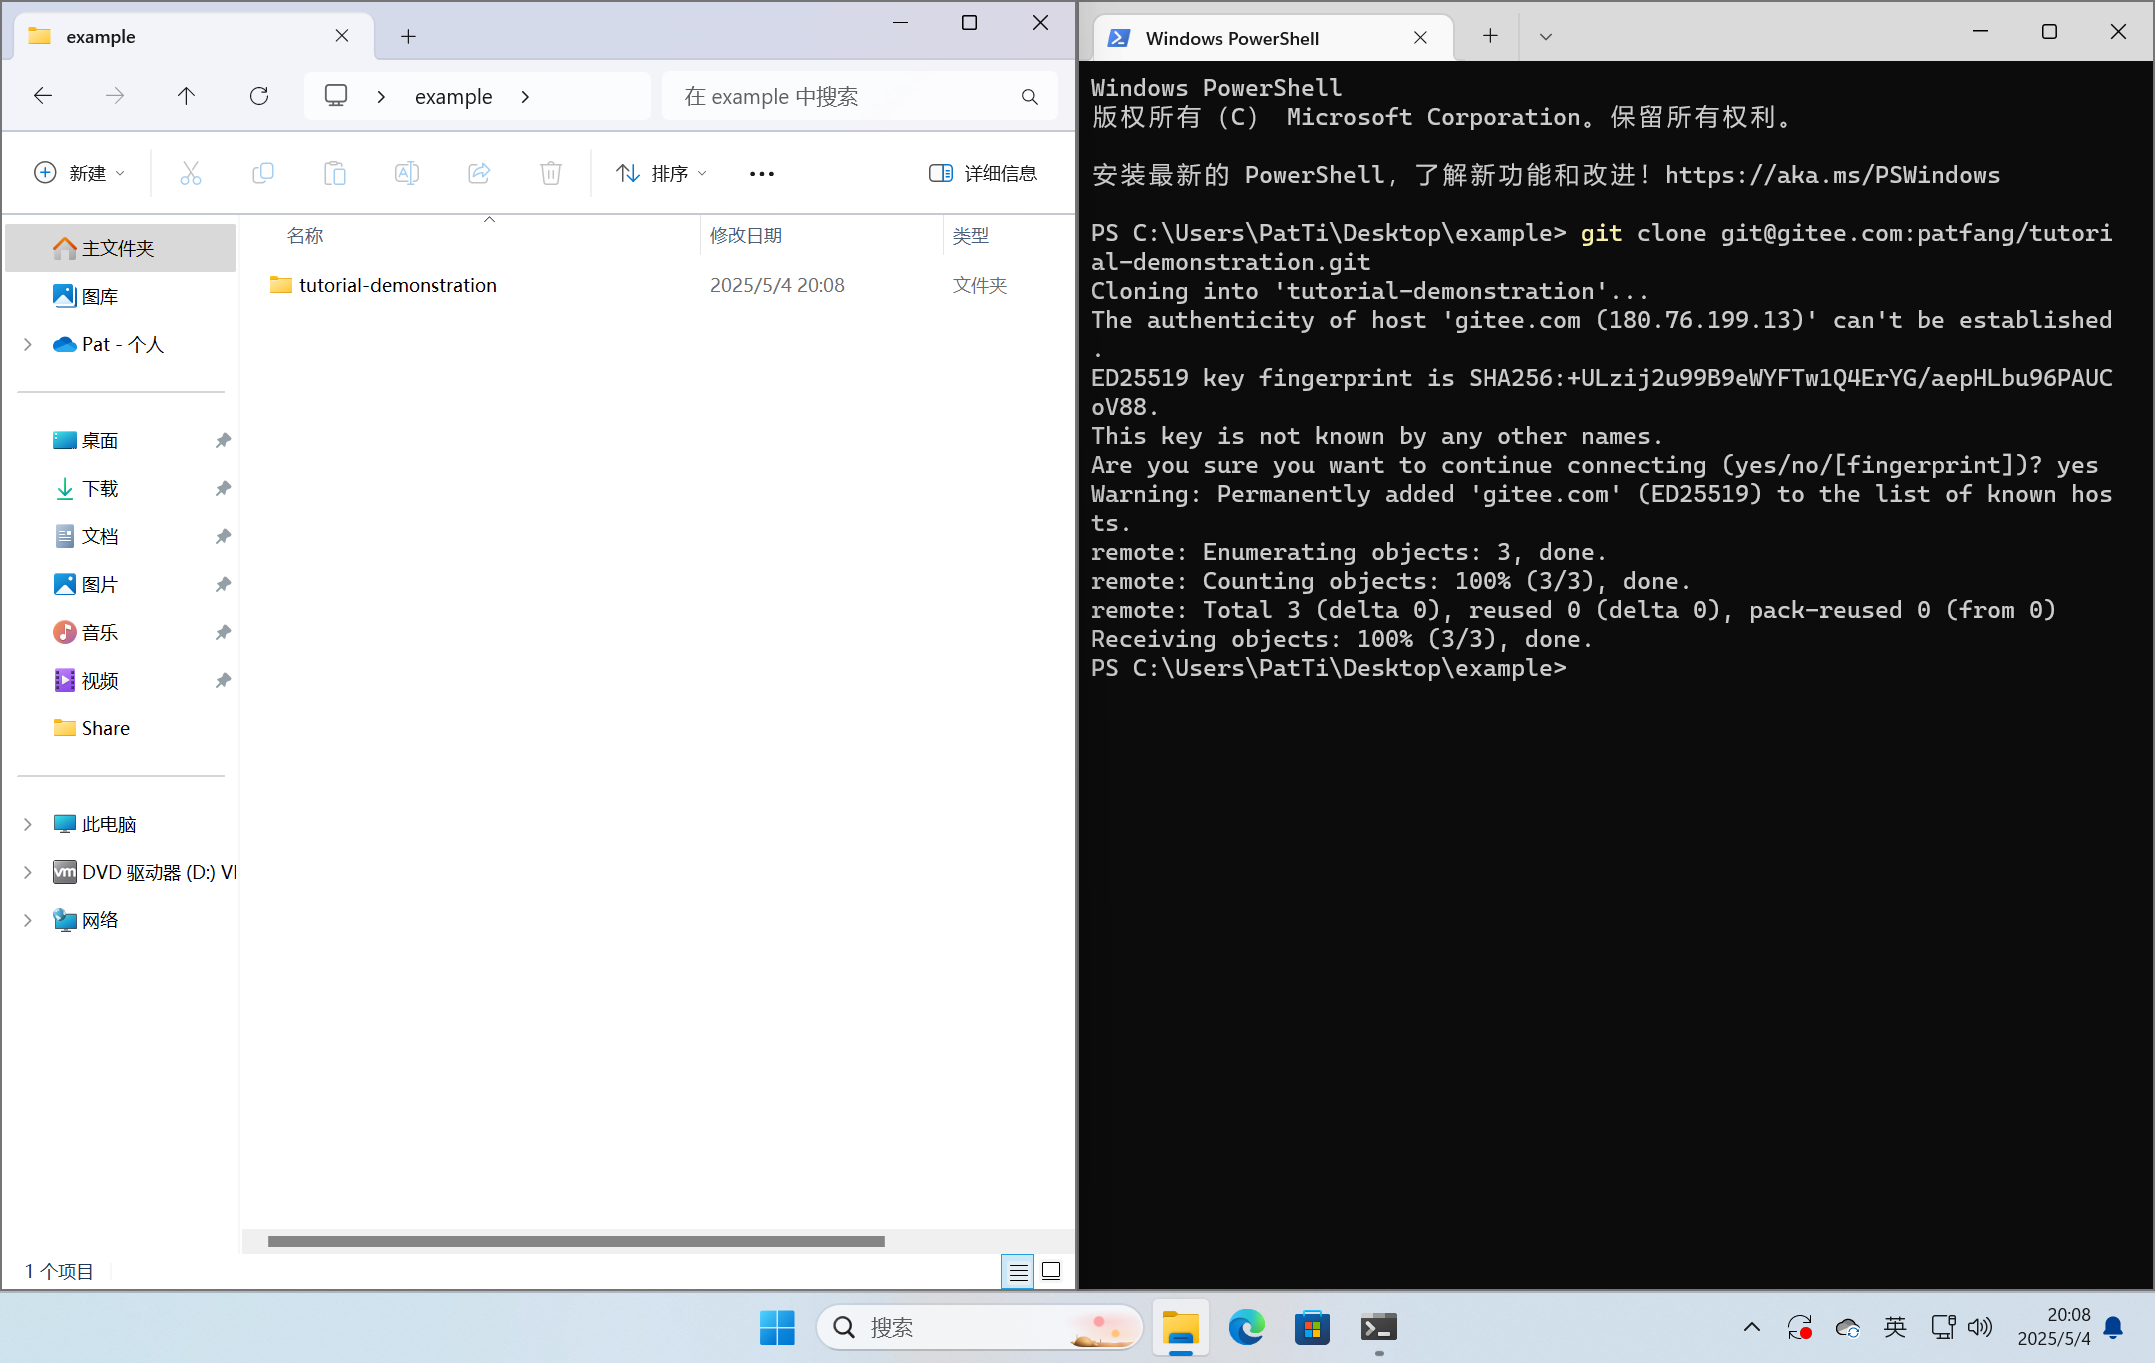 example
example
在 example 中搜索
新建
排序
详细信息
名称
修改日期
类型
主文件夹
图库
Pat - 个人
桌面
下载
文档
图片
音乐
视频
Share
此电脑
DVD 驱动器 (D:) VI
网络
tutorial-demonstration
2025/5/4 20:08
文件夹
1 个项目
Windows PowerShell
Windows PowerShell
版权所有（C） Microsoft Corporation。保留所有权利。
安装最新的 PowerShell，了解新功能和改进！https://aka.ms/PSWindows
PS C:\Users\PatTi\Desktop\example> git clone git@gitee.com:patfang/tutori
al-demonstration.git
Cloning into 'tutorial-demonstration'...
The authenticity of host 'gitee.com (180.76.199.13)' can't be established
.
ED25519 key fingerprint is SHA256:+ULzij2u99B9eWYFTw1Q4ErYG/aepHLbu96PAUC
oV88.
This key is not known by any other names.
Are you sure you want to continue connecting (yes/no/[fingerprint])? yes
Warning: Permanently added 'gitee.com' (ED25519) to the list of known hos
ts.
remote: Enumerating objects: 3, done.
remote: Counting objects: 100% (3/3), done.
remote: Total 3 (delta 0), reused 0 (delta 0), pack-reused 0 (from 0)
Receiving objects: 100% (3/3), done.
PS C:\Users\PatTi\Desktop\example>
搜索
英
20:08
2025/5/4